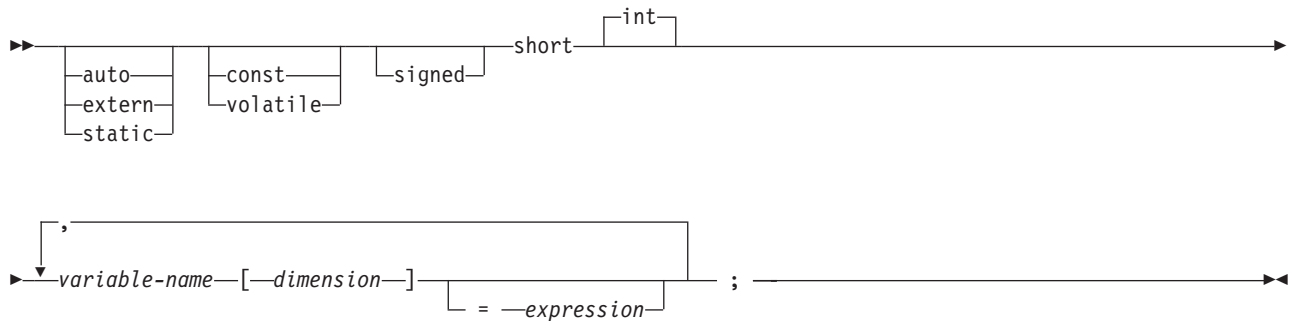 int
short
auto const signed
extern volatile
static
,
variable-name [ dimension ] ;
= expression